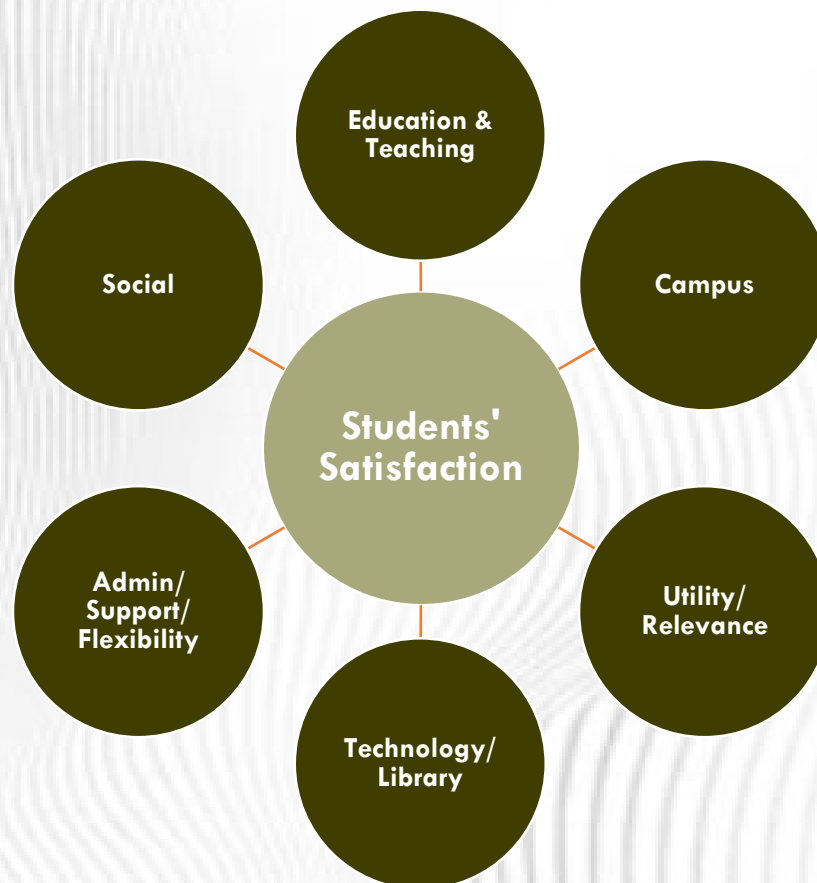 Education &
Teaching
Social
Campus
Students'
Satisfaction
Admin/
Support/
Flexibility
Utility/
Relevance
Technology/
Library